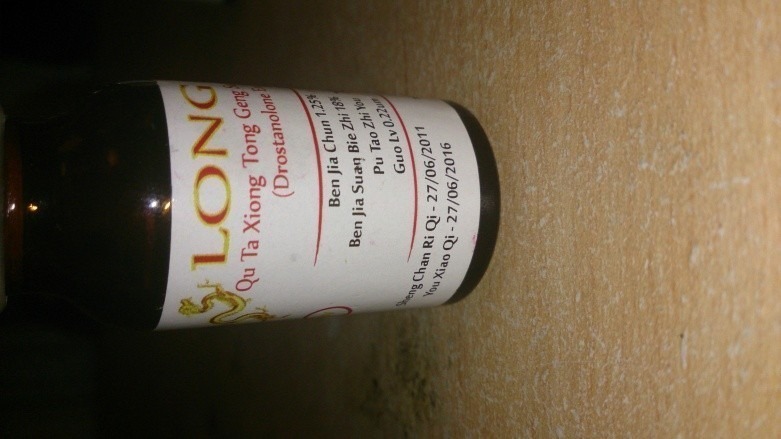 LONG
Qu Ta Xiong Tong Geng
(Drostanolone
Ben Jia Chun 1.25%
Ben Jia Suan Bie Zhi 18%
Pu Tao Zhi You
Guo Lv 0.22um
Sheng Chan Ri Qi - 27/06/2011
You Xiao Qi - 27/06/2016